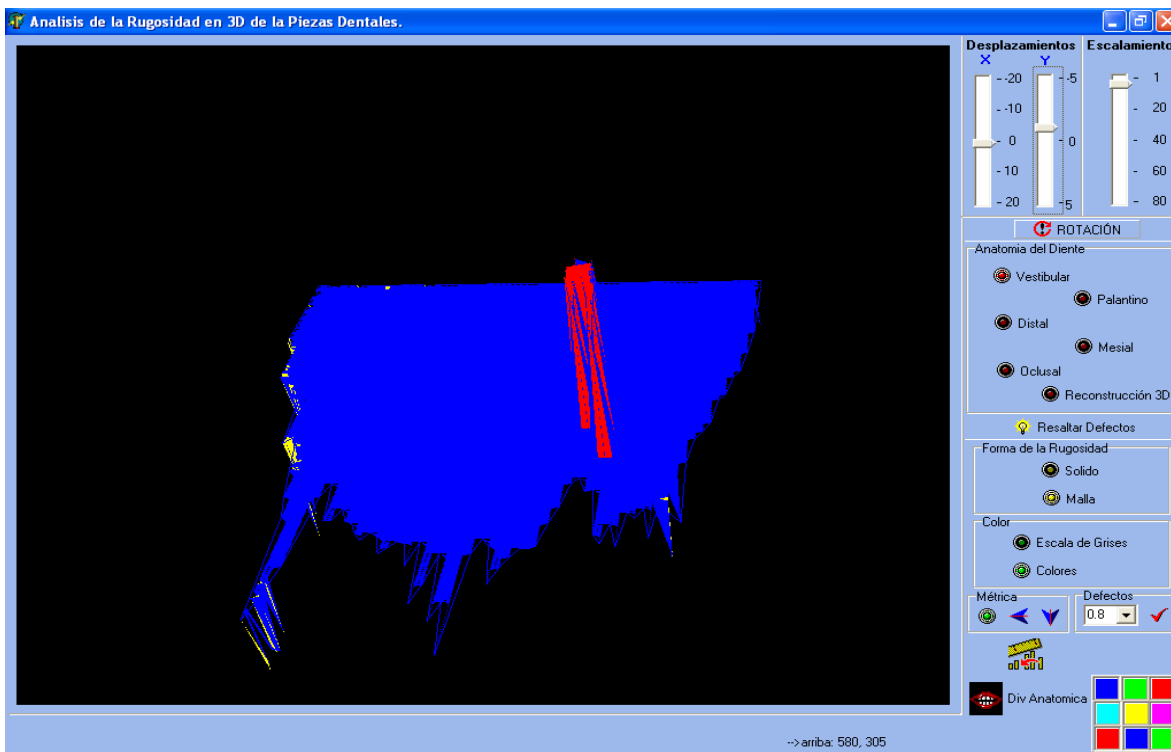 Analisis de la Rugosidad en 3D de la Piezas Dentales.
Desplazamientos Escalamiento
X Y
- -20 -5 - 1
- -10 - 20
- 0 - 0 - 40
- 10 - 60
- 20 - 5 - 80
ROTACIÓN
Anatomia del Diente
Vestibular
Palantino
Distal
Mesial
Oclusal
Reconstrucción 3D
Resaltar Defectos
Forma de la Rugosidad
Solido
Malla
Color
Escala de Grises
Colores
Métrica Defectos
0.8
Div Anatomica
-->arriba: 580, 305